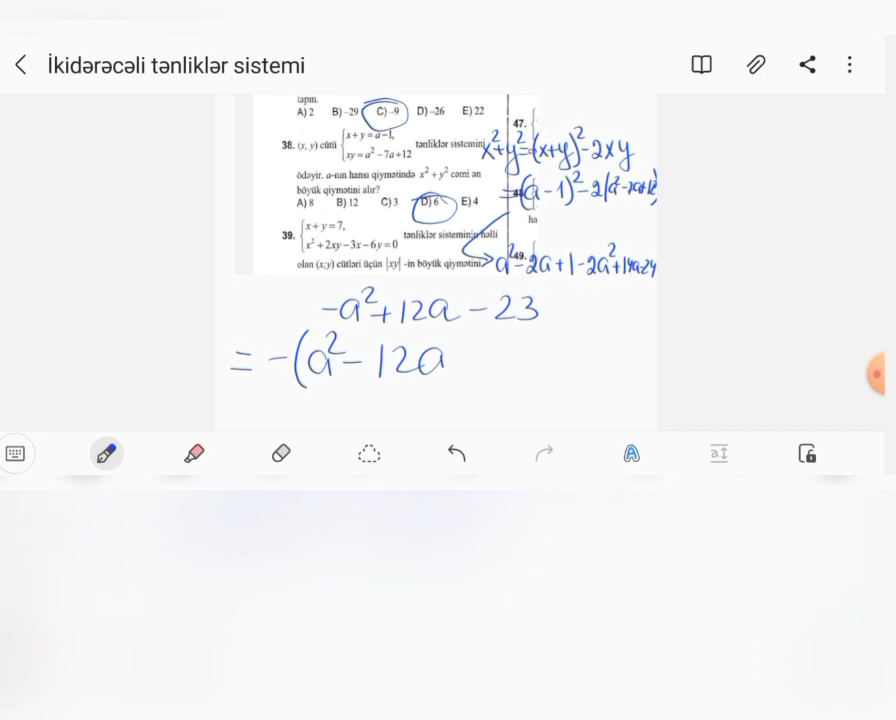 İkidərəcəli tənliklər sistemi
tapın.
A) 2 B) -29 C) -9 D) -26 E) 22
38. (x, y) cütü { x + y = a - 1, xy = a² - 7a + 12 tənliklər sistemini
ödəyir. a-nın hansı qiymətində x² + y² cəmi ən
böyük qiymətini alır?
A) 8 B) 12 C) 3 D) 6 E) 4
39. { x + y = 7, x² + 2xy - 3x - 6y = 0 tənliklər sisteminin həlli
olan (x;y) cütləri üçün |xy| -in böyük qiymətini
47.
x² + y² = (x+y)² - 2xy
= (a - 1)² - 2(a² - 7a + 12)
ha
49.
a² - 2a + 1 - 2a² + 14a - 24
-a² + 12a - 23
= -(a² - 12a